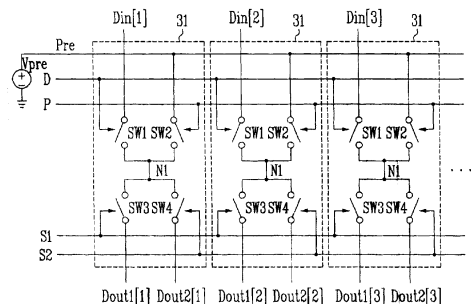 Din[1] 31 Din[2] 31 Din[3] 31
Pre
Vpre
D
P
SW1 SW2 SW1 SW2 SW1 SW2
N1 N1 N1 ...
SW3 SW4 SW3 SW4 SW3 SW4
S1
S2
Dout1[1] Dout2[1] Dout1[2] Dout2[2] Dout1[3] Dout2[3]